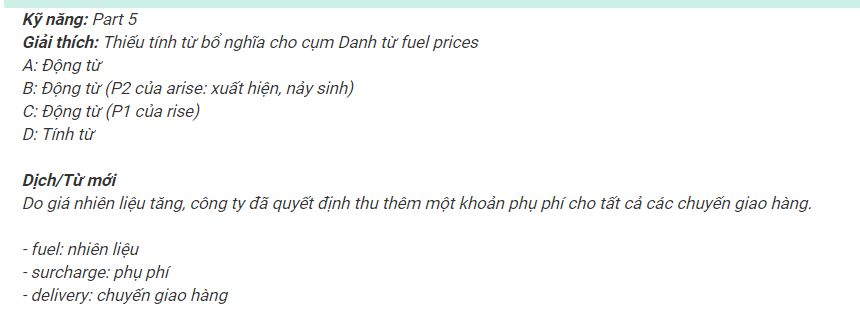 Kỹ năng: Part 5
Giải thích: Thiếu tính từ bổ nghĩa cho cụm Danh từ fuel prices
A: Động từ
B: Động từ (P2 của arise: xuất hiện, nảy sinh)
C: Động từ (P1 của rise)
D: Tính từ
Dịch/Từ mới
Do giá nhiên liệu tăng, công ty đã quyết định thu thêm một khoản phụ phí cho tất cả các chuyến giao hàng.
- fuel: nhiên liệu
- surcharge: phụ phí
- delivery: chuyến giao hàng